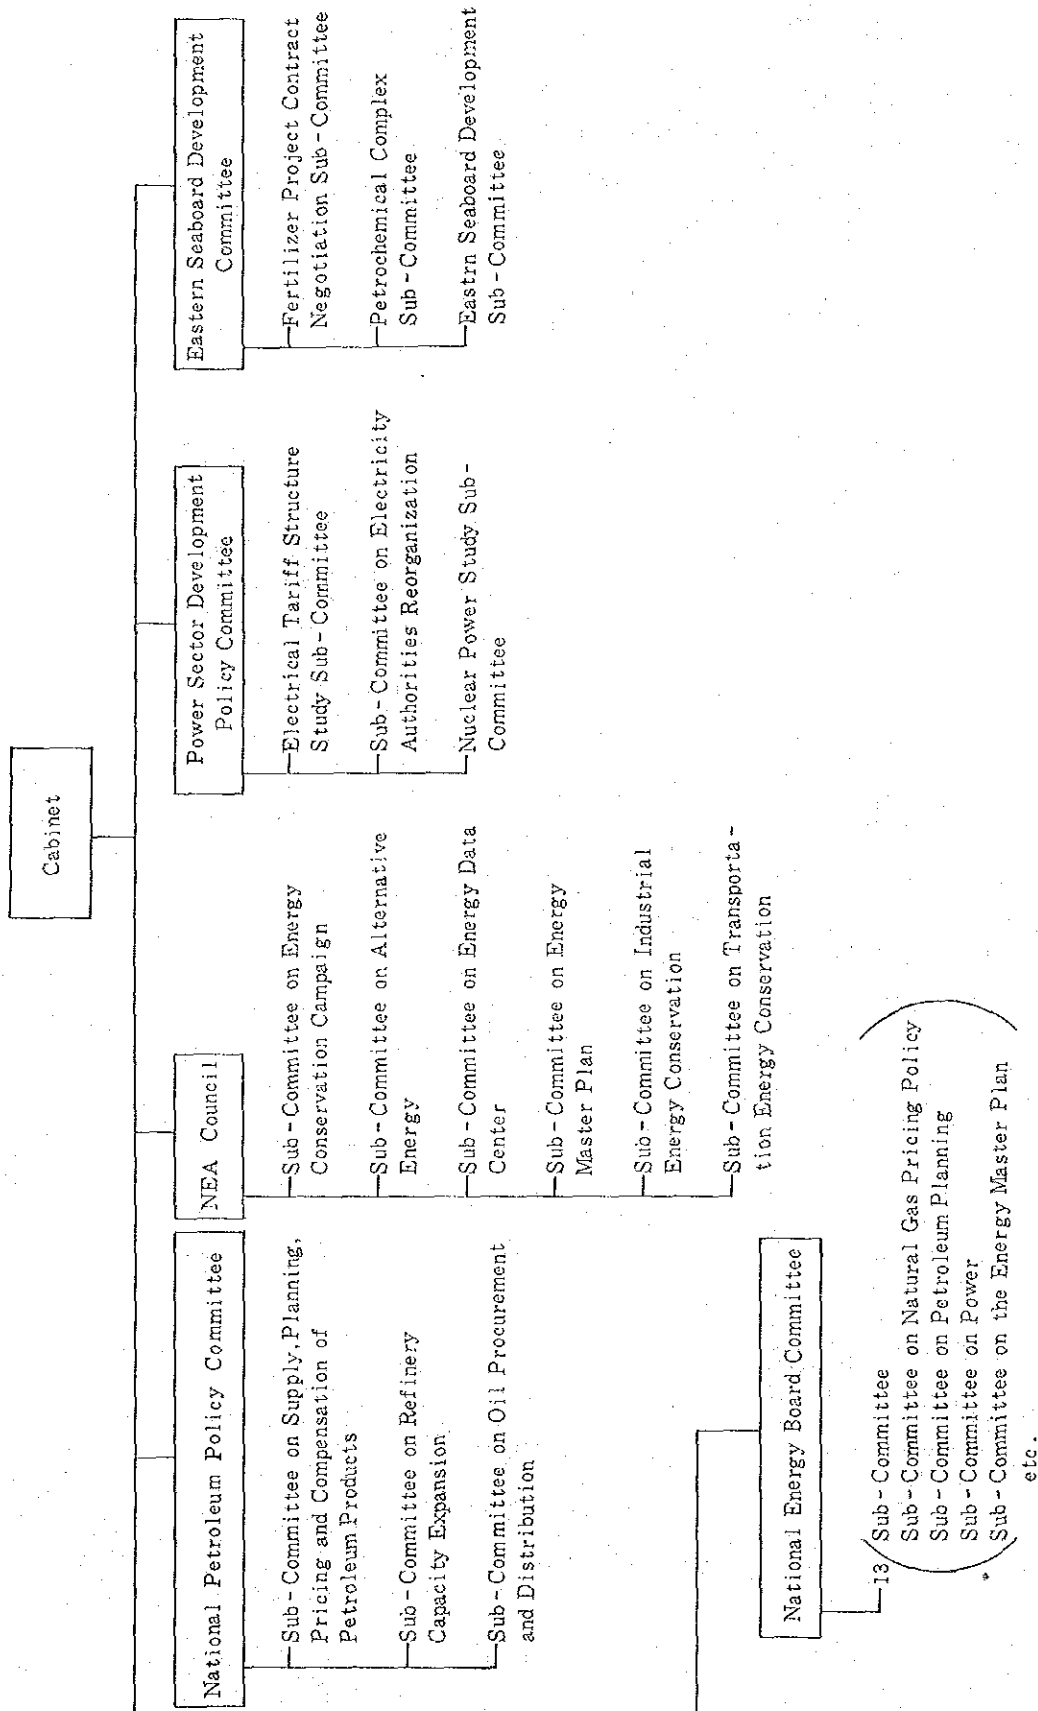 Cabinet
National Petroleum Policy Committee
Sub-Committee on Supply, Planning,
Pricing and Compensation of
Petroleum Products
Sub-Committee on Refinery
Capacity Expansion
Sub-Committee on Oil Procurement
and Distribution
NEA Council
Sub-Committee on Energy
Conservation Campaign
Sub-Committee on Alternative
Energy
Sub-Committee on Energy Data
Center
Sub-Committee on Energy
Master Plan
Sub-Committee on Industrial
Energy Conservation
Sub-Committee on Transporta-
tion Energy Conservation
Power Sector Development
Policy Committee
Electrical Tariff Structure
Study Sub-Committee
Sub-Committee on Electricity
Authorities Reorganization
Nuclear Power Study Sub-
Committee
Eastern Seaboard Development
Committee
Fertilizer Project Contract
Negotiation Sub-Committee
Petrochemical Complex
Sub-Committee
Eastrn Seaboard Development
Sub-Committee
National Energy Board Committee
13 Sub-Committee
Sub-Committee on Natural Gas Pricing Policy
Sub-Committee on Petroleum Planning
Sub-Committee on Power
Sub-Committee on the Energy Master Plan
etc.